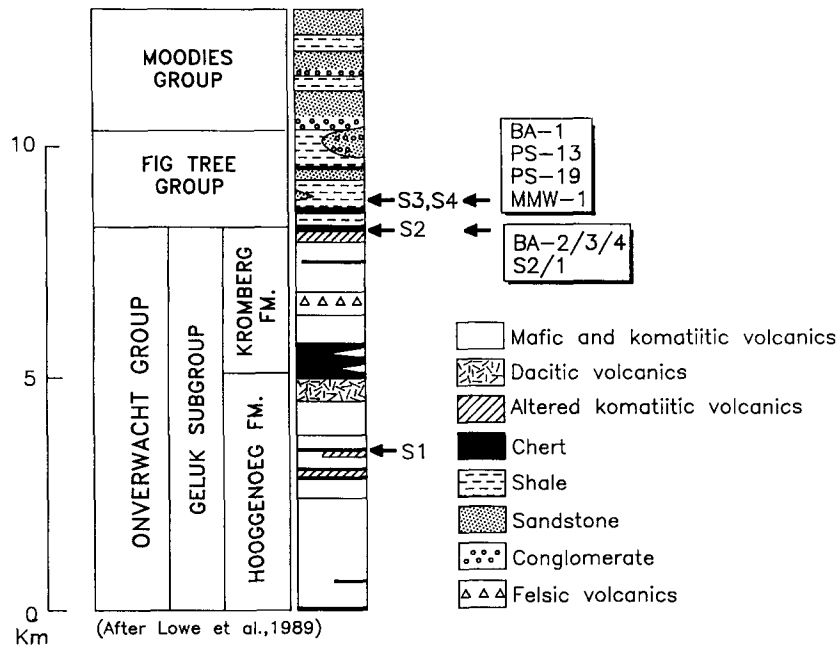 MOODIES
GROUP
10
FIG TREE
GROUP
BA-1
PS-13
PS-19
MMW-1
S3,S4
S2
BA-2/3/4
S2/1
ONVERWACHT GROUP
GELUK SUBGROUP
KROMBERG
FM.
HOOGGENOEG FM.
5
S1
0
Km
(After Lowe et al.,1989)
Mafic and komatiitic volcanics
Dacitic volcanics
Altered komatiitic volcanics
Chert
Shale
Sandstone
Conglomerate
Felsic volcanics